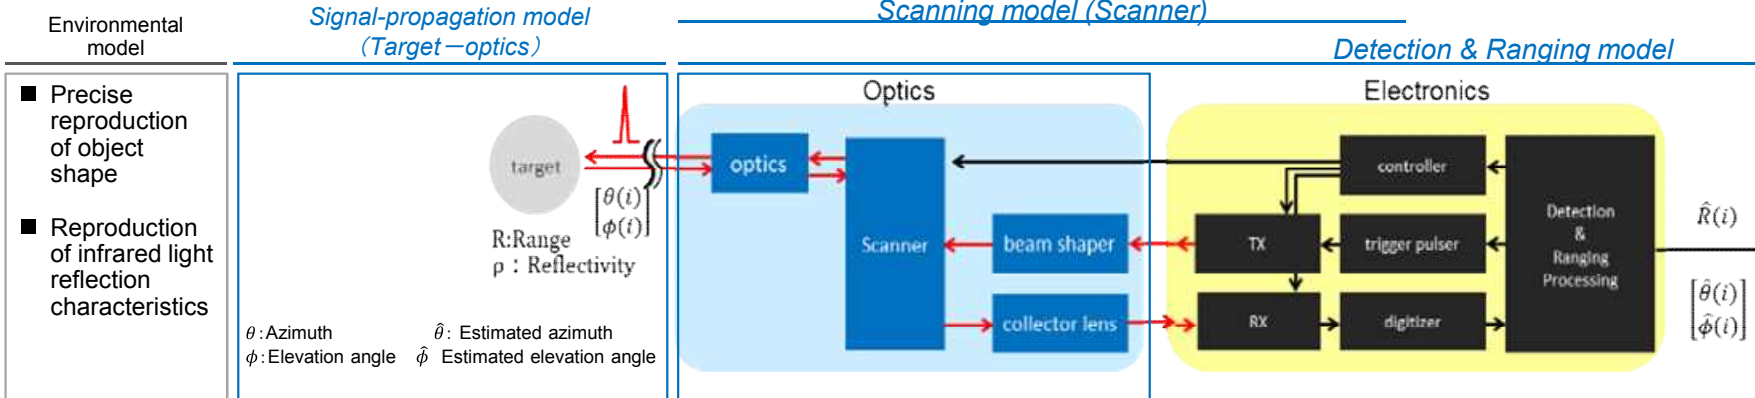 Environmental
model
Signal-propagation model
（Target－optics）
Scanning model (Scanner)
Detection & Ranging model
■ Precise
reproduction
of object
shape
■ Reproduction
of infrared light
reflection
characteristics
target
[θ(i)
ϕ(i)]
R:Range
ρ：Reflectivity
θ:Azimuth
θ̂: Estimated azimuth
ϕ:Elevation angle
ϕ̂ Estimated elevation angle
Optics
optics
Scanner
beam shaper
collector lens
Electronics
controller
TX
trigger pulser
RX
digitizer
Detection
&
Ranging
Processing
R̂(i)
[θ̂(i)
ϕ̂(i)]